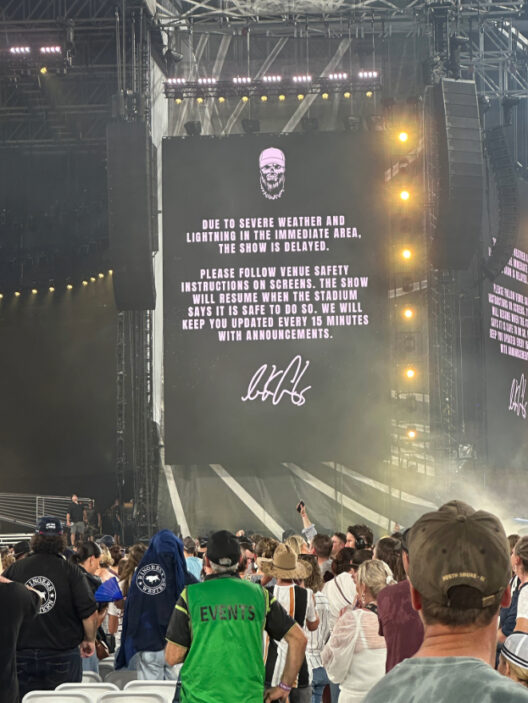 DUE TO SEVERE WEATHER AND
LIGHTNING IN THE IMMEDIATE AREA,
THE SHOW IS DELAYED.
PLEASE FOLLOW VENUE SAFETY
INSTRUCTIONS ON SCREENS. THE SHOW
WILL RESUME WHEN THE STADIUM
SAYS IT IS SAFE TO DO SO. WE WILL
KEEP YOU UPDATED EVERY 15 MINUTES
WITH ANNOUNCEMENTS.
EVENTS
NORTH SHORE